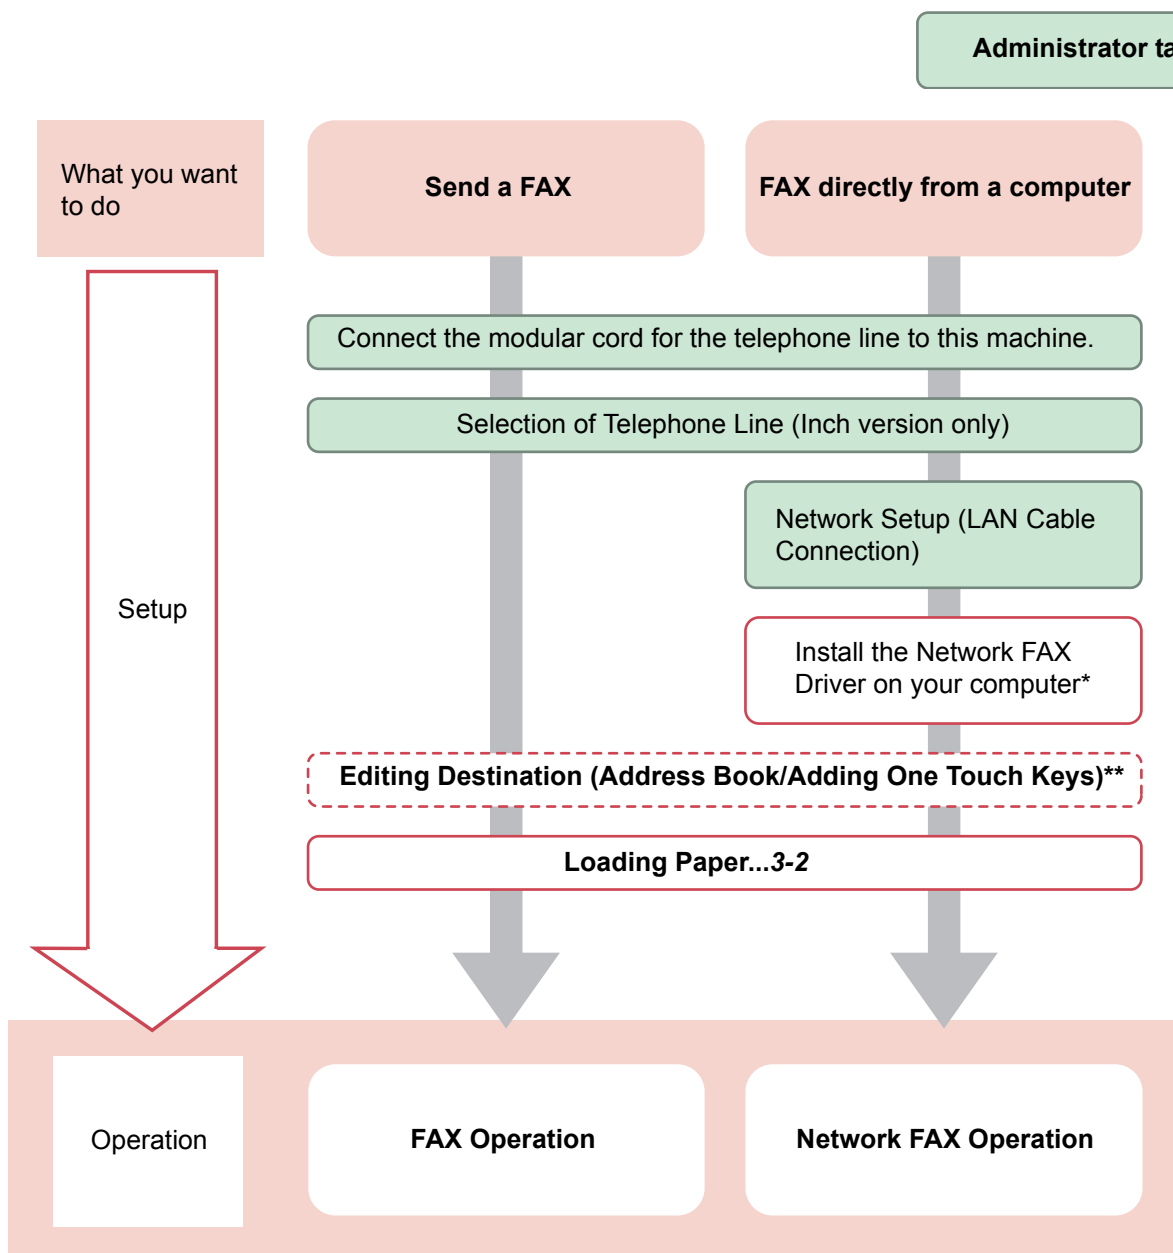 Administrator ta
What you want
to do
Send a FAX
FAX directly from a computer
Connect the modular cord for the telephone line to this machine.
Selection of Telephone Line (Inch version only)
Network Setup (LAN Cable
Connection)
Setup
Install the Network FAX
Driver on your computer*
Editing Destination (Address Book/Adding One Touch Keys)**
Loading Paper...3-2
Operation
FAX Operation
Network FAX Operation